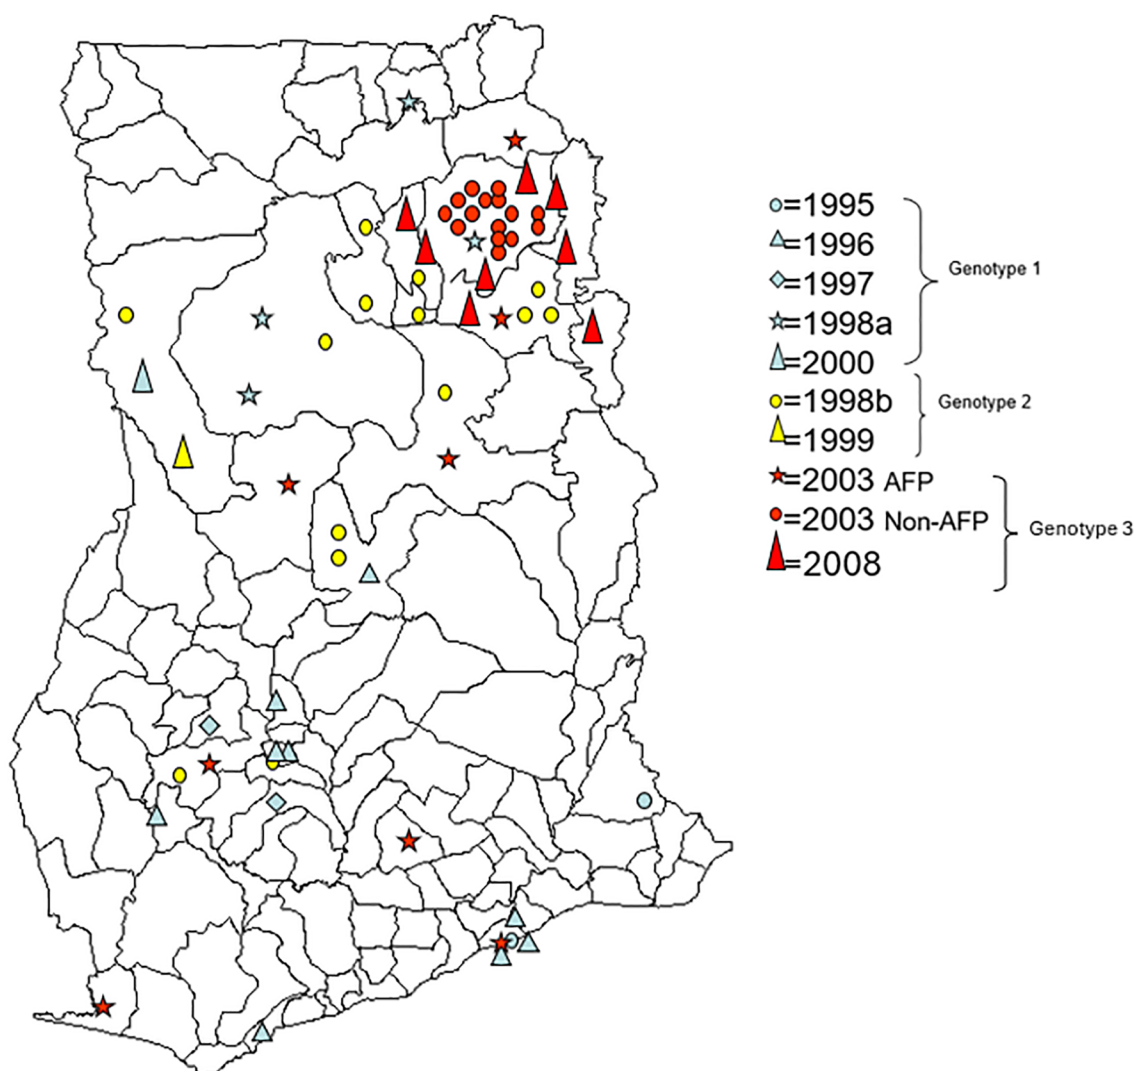 =1995
=1996
=1997
=1998a
=2000
Genotype 1
=1998b
=1999
Genotype 2
=2003 AFP
=2003 Non-AFP
=2008
Genotype 3